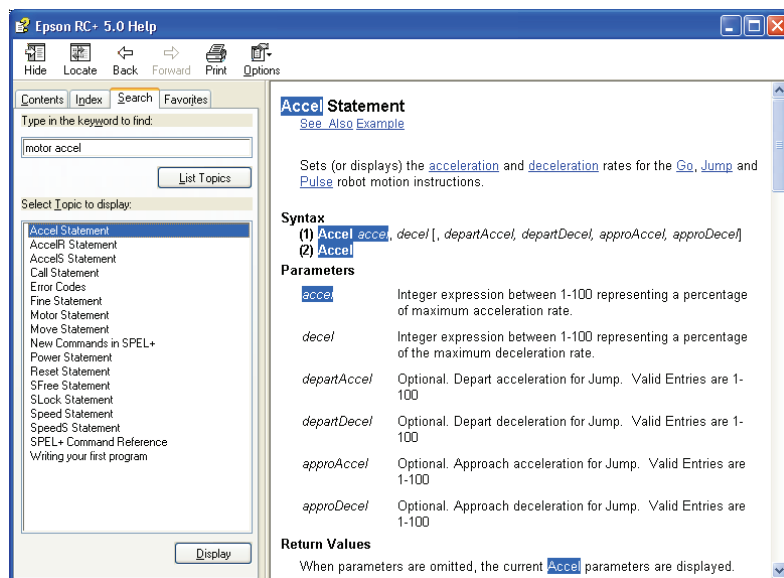 Epson RC+ 5.0 Help
Hide Locate Back Forward Print Options
Contents Index Search Favorites
Type in the keyword to find:
motor accel
List Topics
Select Topic to display:
Accel Statement
AccelR Statement
AccelS Statement
Call Statement
Error Codes
Fine Statement
Motor Statement
Move Statement
New Commands in SPEL+
Power Statement
Reset Statement
SFree Statement
SLock Statement
Speed Statement
SpeedS Statement
SPEL+ Command Reference
Writing your first program
Display
Accel Statement
See Also Example
Sets (or displays) the acceleration and deceleration rates for the Go, Jump and
Pulse robot motion instructions.
Syntax
(1) Accel accel, decel [, departAccel, departDecel, approAccel, approDecel]
(2) Accel
Parameters
accel Integer expression between 1-100 representing a percentage
of maximum acceleration rate.
decel Integer expression between 1-100 representing a percentage
of the maximum deceleration rate.
departAccel Optional. Depart acceleration for Jump. Valid Entries are 1-
100
departDecel Optional. Depart deceleration for Jump. Valid Entries are 1-
100
approAccel Optional. Approach acceleration for Jump. Valid Entries are
1-100
approDecel Optional. Approach deceleration for Jump. Valid Entries are
1-100
Return Values
When parameters are omitted, the current Accel parameters are displayed.